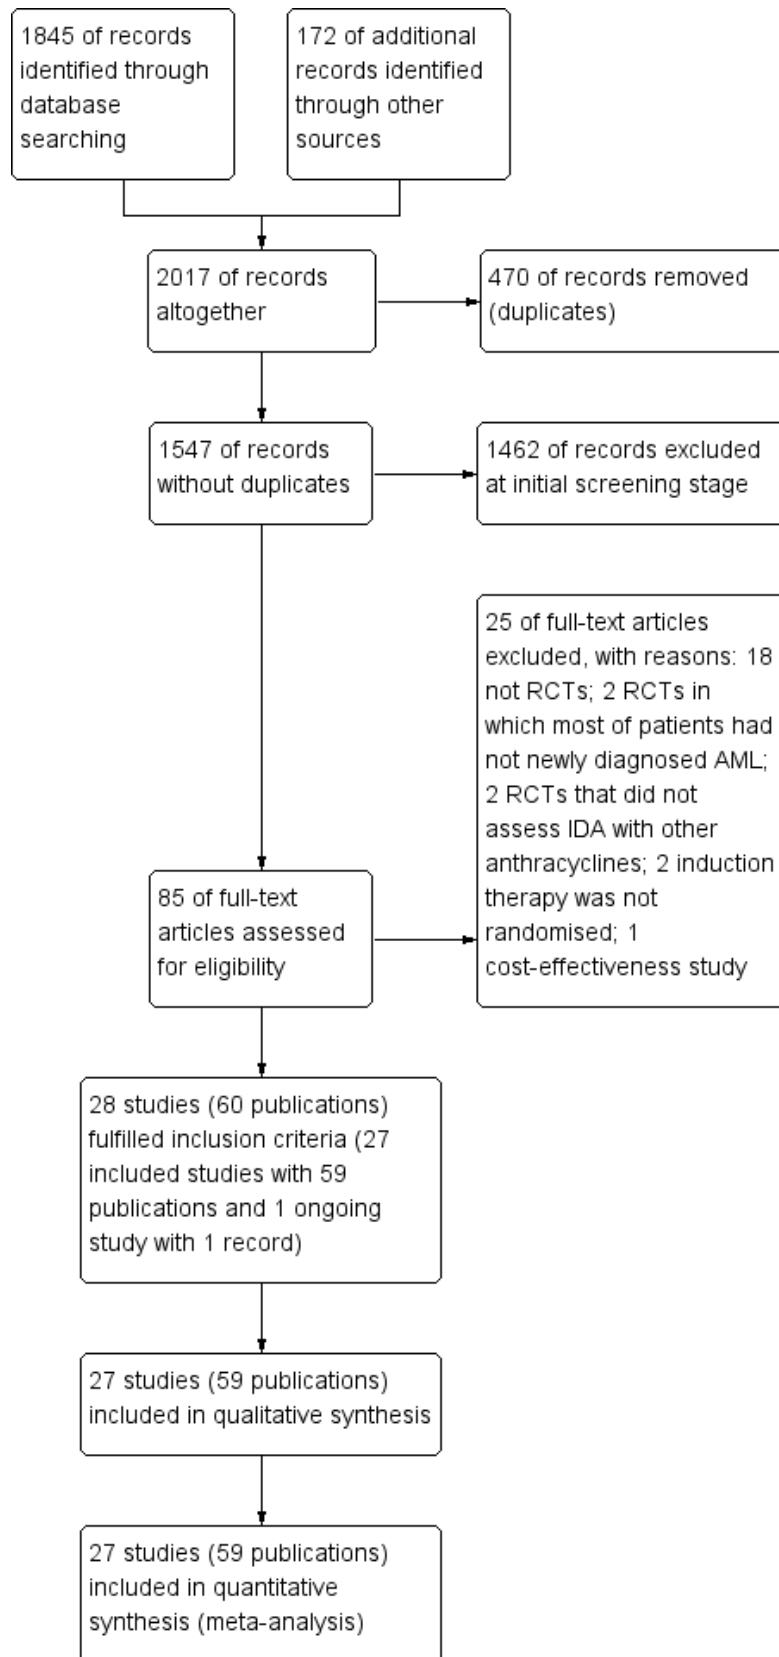 1845 of records
identified through
database
searching
172 of additional
records identified
through other
sources
2017 of records
altogether
470 of records removed
(duplicates)
1547 of records
without duplicates
1462 of records excluded
at initial screening stage
25 of full-text articles
excluded, with reasons: 18
not RCTs; 2 RCTs in
which most of patients had
not newly diagnosed AML;
2 RCTs that did not
assess IDA with other
anthracyclines; 2 induction
therapy was not
randomised; 1
cost-effectiveness study
85 of full-text
articles assessed
for eligibility
28 studies (60 publications)
fulfilled inclusion criteria (27
included studies with 59
publications and 1 ongoing
study with 1 record)
27 studies (59 publications)
included in qualitative synthesis
27 studies (59 publications)
included in quantitative
synthesis (meta-analysis)